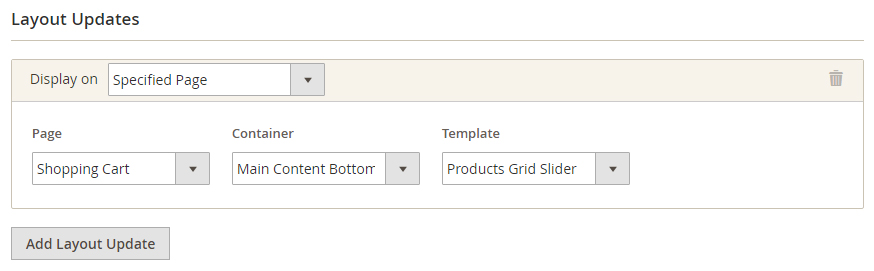 Layout Updates
Display on Specified Page
Page Container Template
Shopping Cart Main Content Bottom Products Grid Slider
Add Layout Update